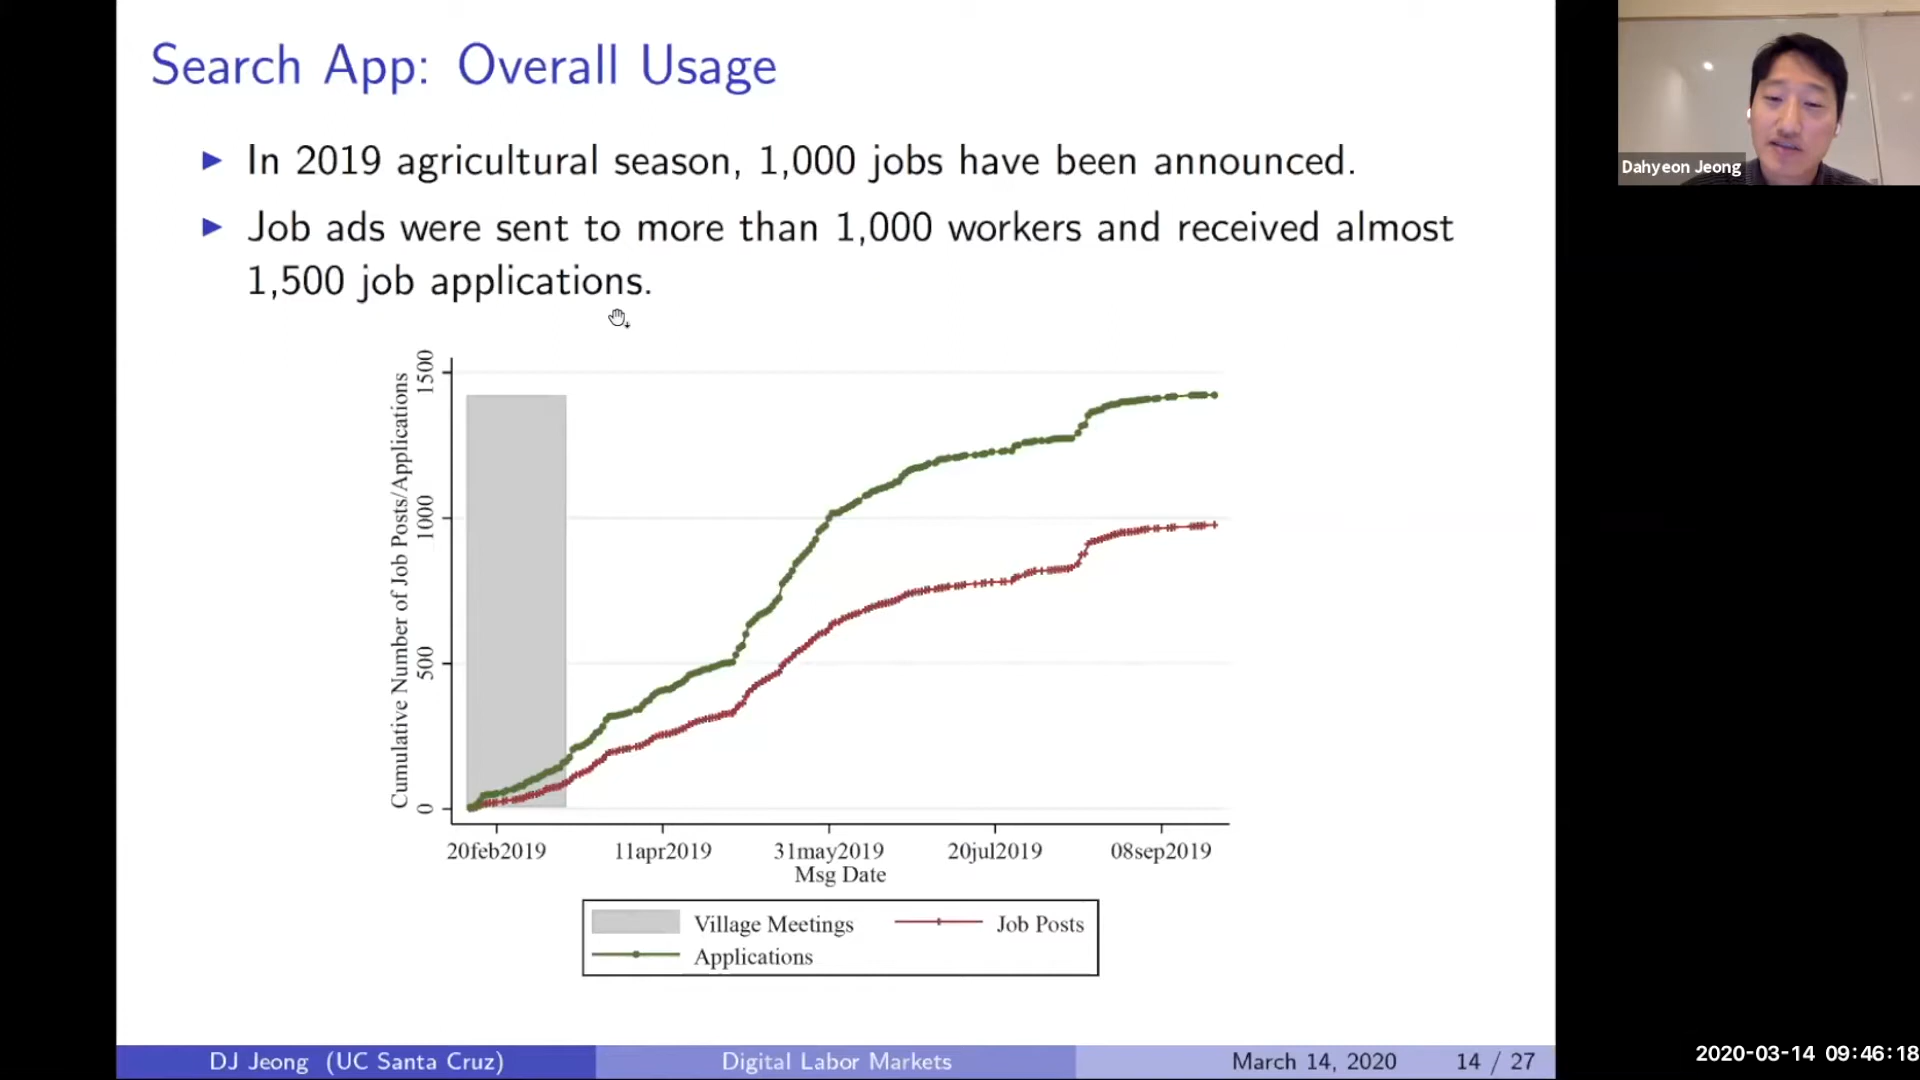 Search App: Overall Usage
In 2019 agricultural season, 1,000 jobs have been announced.
Job ads were sent to more than 1,000 workers and received almost
1,500 job applications.
Cumulative Number of Job Posts/Applications
1500
1000
500
0
20feb2019 11apr2019 31may2019 20jul2019 08sep2019
Msg Date
Village Meetings Job Posts
Applications
DJ Jeong (UC Santa Cruz) Digital Labor Markets March 14, 2020 14 / 27
Dahyeon Jeong
2020-03-14 09:46:18